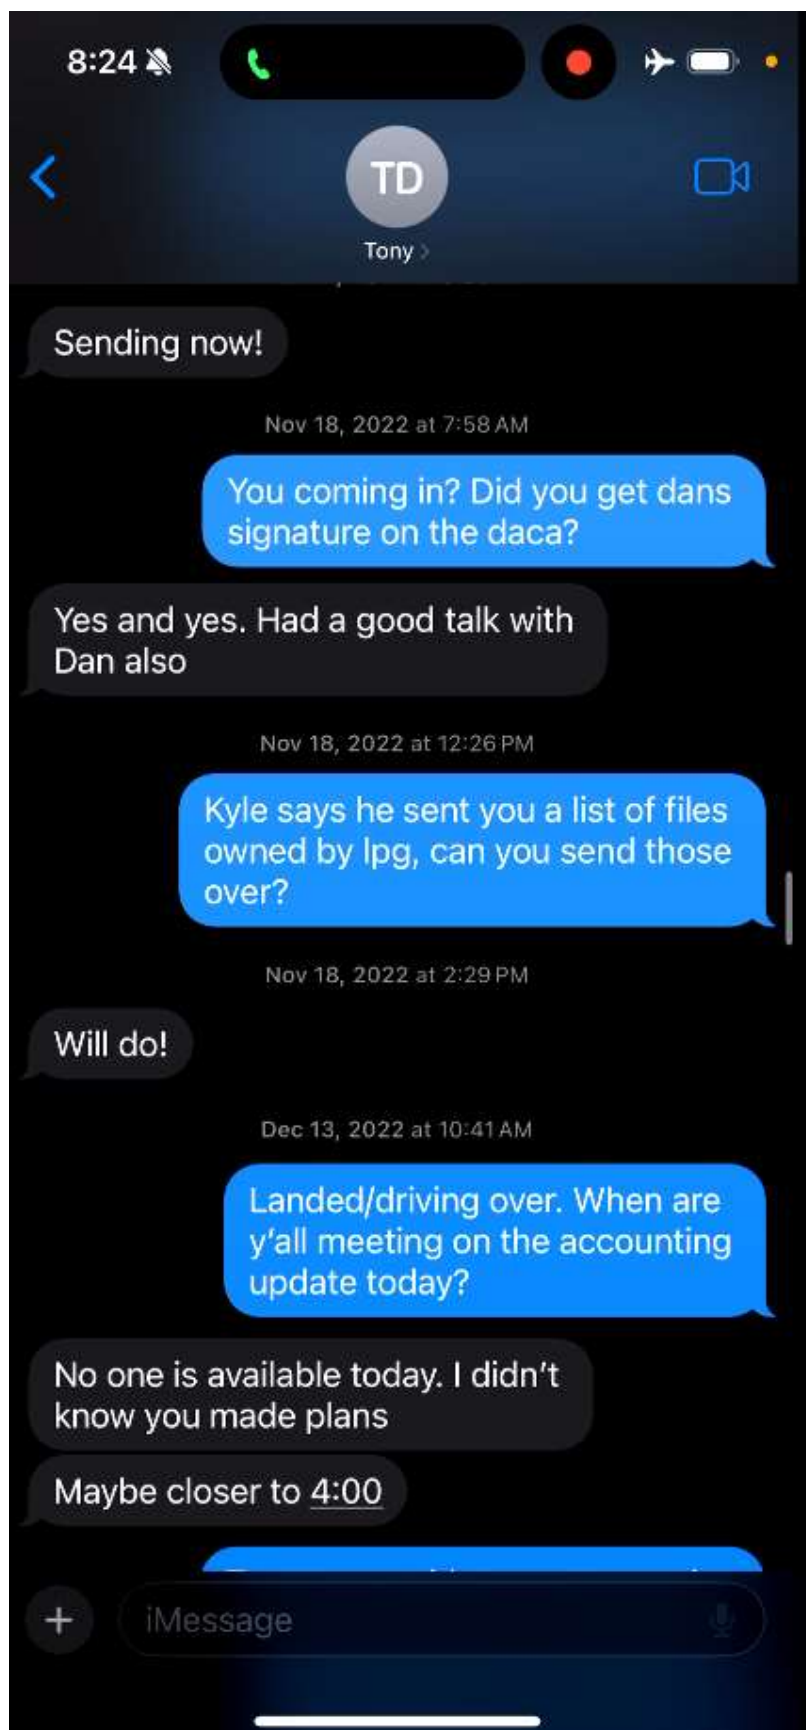 8:24
TD
Tony
Sending now!
Nov 18, 2022 at 7:58 AM
You coming in? Did you get dans
signature on the daca?
Yes and yes. Had a good talk with
Dan also
Nov 18, 2022 at 12:26 PM
Kyle says he sent you a list of files
owned by lpg, can you send those
over?
Nov 18, 2022 at 2:29 PM
Will do!
Dec 13, 2022 at 10:41 AM
Landed/driving over. When are
y'all meeting on the accounting
update today?
No one is available today. I didn't
know you made plans
Maybe closer to 4:00
iMessage